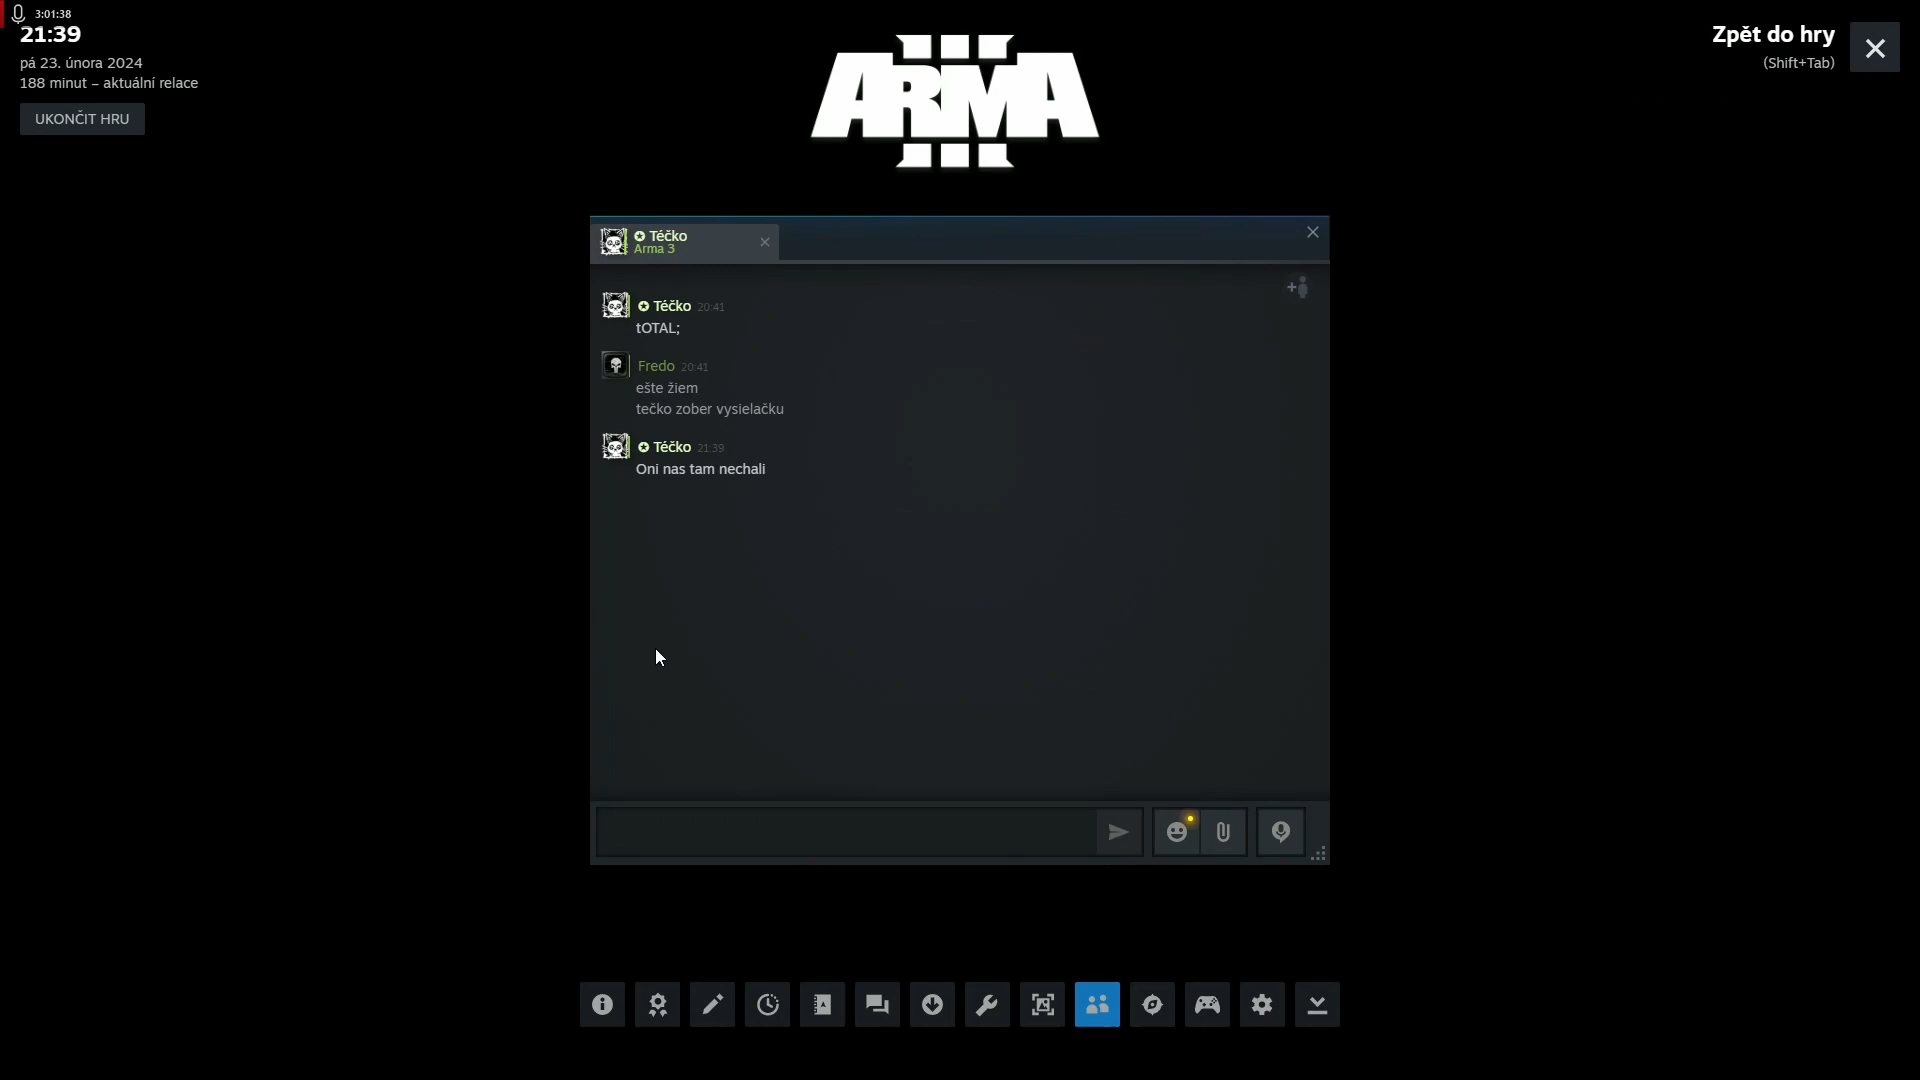 3:01:38
21:39
pá 23. února 2024
188 minut – aktuální relace
UKONČIT HRU
III
ARMA
Zpět do hry
(Shift+Tab)
Téčko
Arma 3
Téčko 20:41
tOTAL;
Fredo 20:41
ešte žiem
tečko zober vysielačku
Téčko 21:39
Oni nas tam nechali